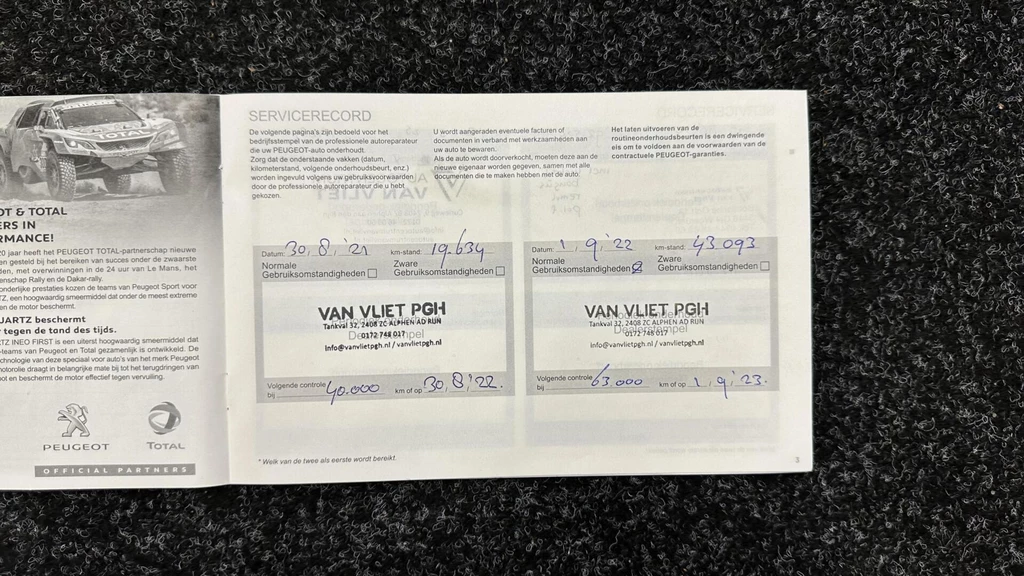 TOTAL
OT & TOTAL
ERS IN
RMANCE!
20 jaar heeft het PEUGEOT TOTAL-partnerschap nieuwe
en gesteld bij het bereiken van succes onder de zwaarste
den, met overwinningen in de 24 uur van Le Mans, het
enschap Rally en de Dakar-rally.
onderlijke prestaties kozen de teams van Peugeot Sport voor
TZ, een hoogwaardig smeermiddel dat onder de meest extreme
en de motor beschermt.
UARTZ beschermt
r tegen de tand des tijds.
TZ INEO FIRST is een uiterst hoogwaardig smeermiddel dat
-teams van Peugeot en Total gezamenlijk is ontwikkeld. De
chnologie van deze speciaal voor auto's van het merk Peugeot
motorolie draagt in belangrijke mate bij tot het terugdringen van
oot en beschermt de motor effectief tegen vervuiling.
PEUGEOT
TOTAL
OFFICIAL PARTNERS
SERVICERECORD
De volgende pagina's zijn bedoeld voor het
bedrijfsstempel van de professionele autoreparateur
die uw PEUGEOT-auto onderhoudt.
Zorg dat de onderstaande vakken (datum,
kilometerstand, volgende onderhoudsbeurt, enz.)
worden ingevuld volgens uw gebruiksvoorwaarden
door de professionele autoreparateur die u hebt
gekozen.
U wordt aangeraden eventuele facturen of
documenten in verband met werkzaamheden aan
uw auto te bewaren.
Als de auto wordt doorverkocht, moeten deze aan de
nieuwe eigenaar worden gegeven, samen met alle
documenten die te maken hebben met de auto.
Het laten uitvoeren van de
routineonderhoudsbeurten is een dwingende
eis om te voldoen aan de voorwaarden van de
contractuele PEUGEOT-garanties.
Datum: 30, 8, '21 km-stand: 19.634
Normale
Gebruiksomstandigheden
Zware
Gebruiksomstandigheden
VAN VLIET PGH
Tankval 32, 2408 ZC ALPHEN AD RIJN
Dealerstempel
0172 748 017
info@vanvlietpgh.nl / vanvlietpgh.nl
Volgende controle
bij 40.000 km of op 30, 8, '22.
Datum: 1, 9, '22 km-stand: 43.093
Normale
Gebruiksomstandigheden
Zware
Gebruiksomstandigheden
VAN VLIET PGH
Tankval 32, 2408 ZC ALPHEN AD RIJN
Dealerstempel
0172 748 017
info@vanvlietpgh.nl / vanvlietpgh.nl
Volgende controle
bij 63.000 km of op 1, 9, '23.
* Welk van de twee als eerste wordt bereikt.
3